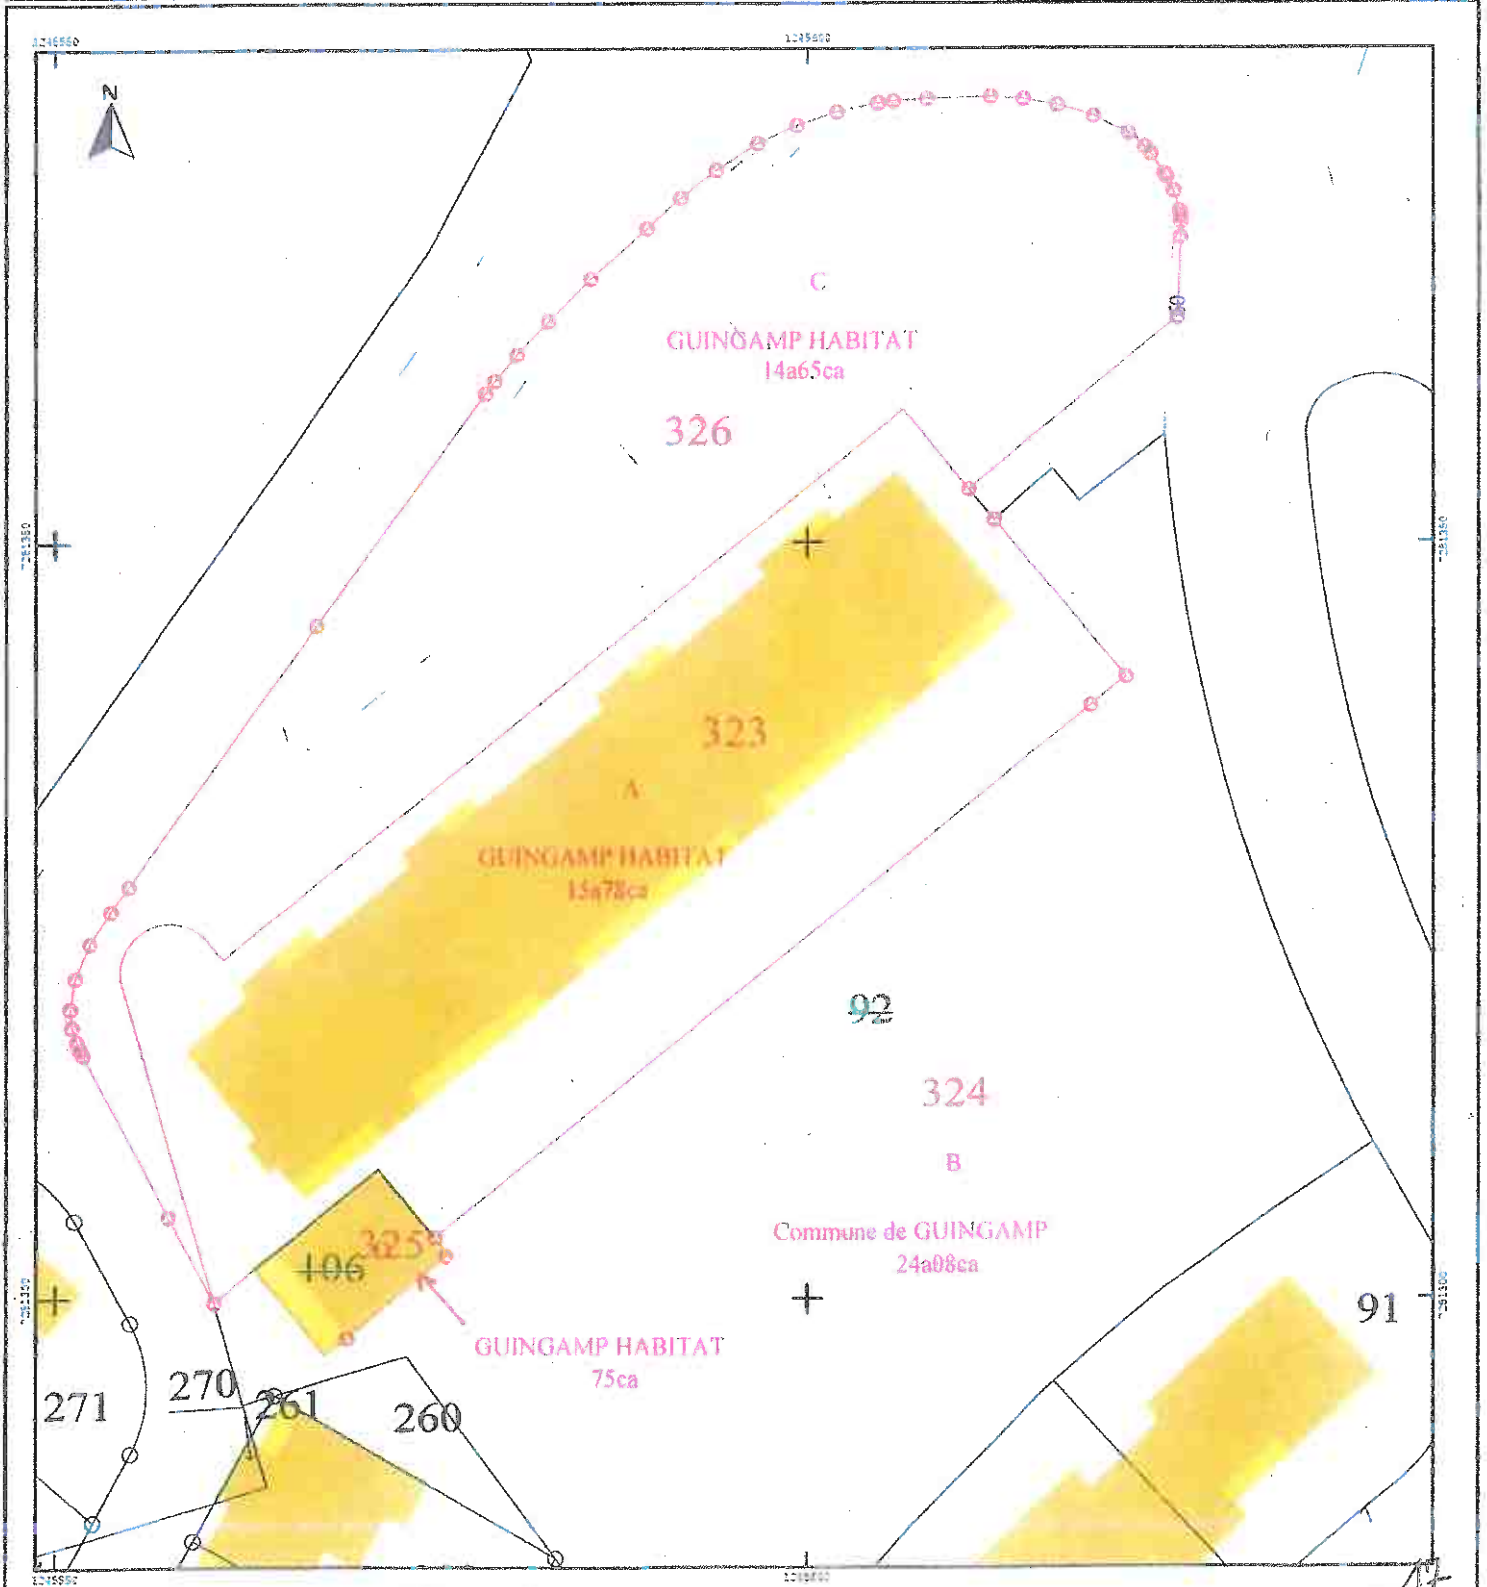 N
C
GUINGAMP HABITAT
14a65ca
326
323
A
GUINGAMP HABITAT
15a78ca
92
324
B
Commune de GUINGAMP
24a08ca
325
106
GUINGAMP HABITAT
75ca
91
270
271
261
260